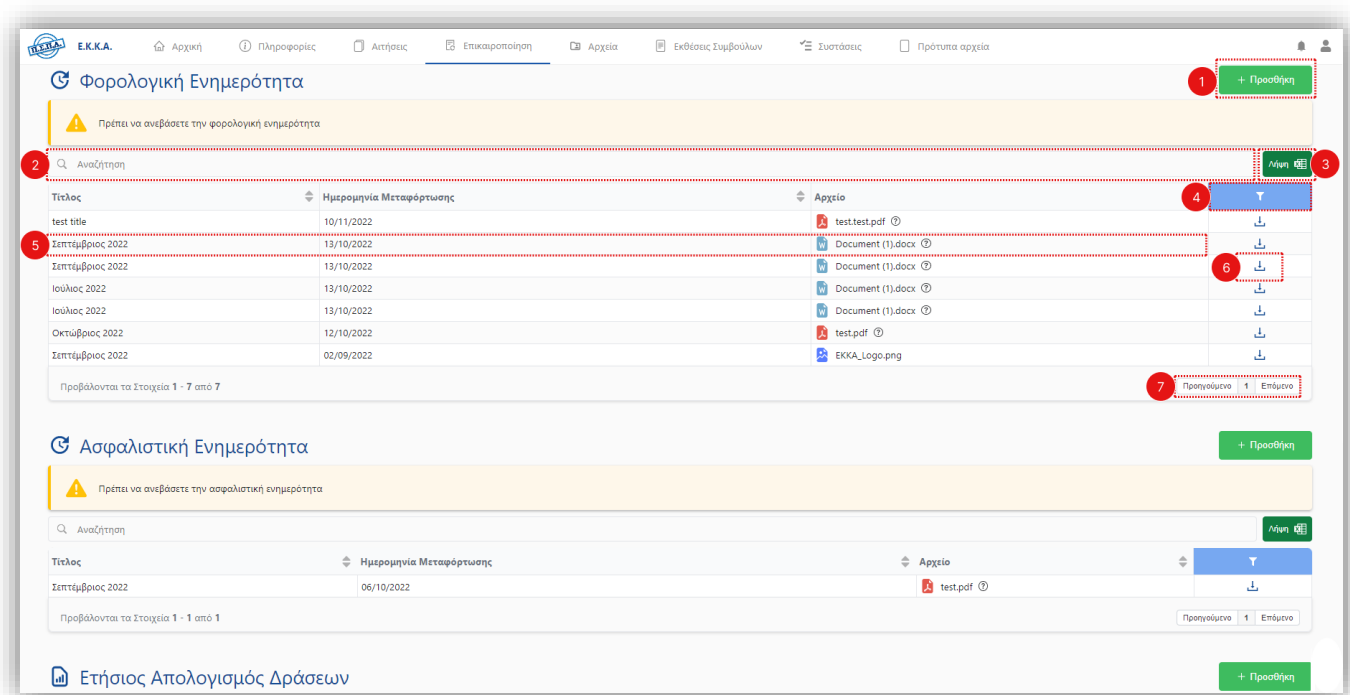 Π.Ε.Π.Α. Ε.Κ.Κ.Α. Αρχική Πληροφορίες Αιτήσεις Επικαιροποίηση Αρχεία Εκθέσεις Συμβούλων Συστάσεις Πρότυπα αρχεία
Φορολογική Ενημερότητα 1 + Προσθήκη
Πρέπει να ανεβάσετε την φορολογική ενημερότητα
2 Αναζήτηση Λήψη 3
Τίτλος Ημερομηνία Μεταφόρτωσης Αρχείο 4
test title 10/11/2022 test.test.pdf ?
5 Σεπτέμβριος 2022 13/10/2022 Document (1).docx ?
Σεπτέμβριος 2022 13/10/2022 Document (1).docx ? 6
Ιούλιος 2022 13/10/2022 Document (1).docx ?
Ιούλιος 2022 13/10/2022 Document (1).docx ?
Οκτώβριος 2022 12/10/2022 test.pdf ?
Σεπτέμβριος 2022 02/09/2022 EKKA_Logo.png
Προβάλονται τα Στοιχεία 1 - 7 από 7 7 Προηγούμενο 1 Επόμενο
Ασφαλιστική Ενημερότητα + Προσθήκη
Πρέπει να ανεβάσετε την ασφαλιστική ενημερότητα
Αναζήτηση Λήψη
Τίτλος Ημερομηνία Μεταφόρτωσης Αρχείο
Σεπτέμβριος 2022 06/10/2022 test.pdf ?
Προβάλονται τα Στοιχεία 1 - 1 από 1 Προηγούμενο 1 Επόμενο
Ετήσιος Απολογισμός Δράσεων + Προσθήκη